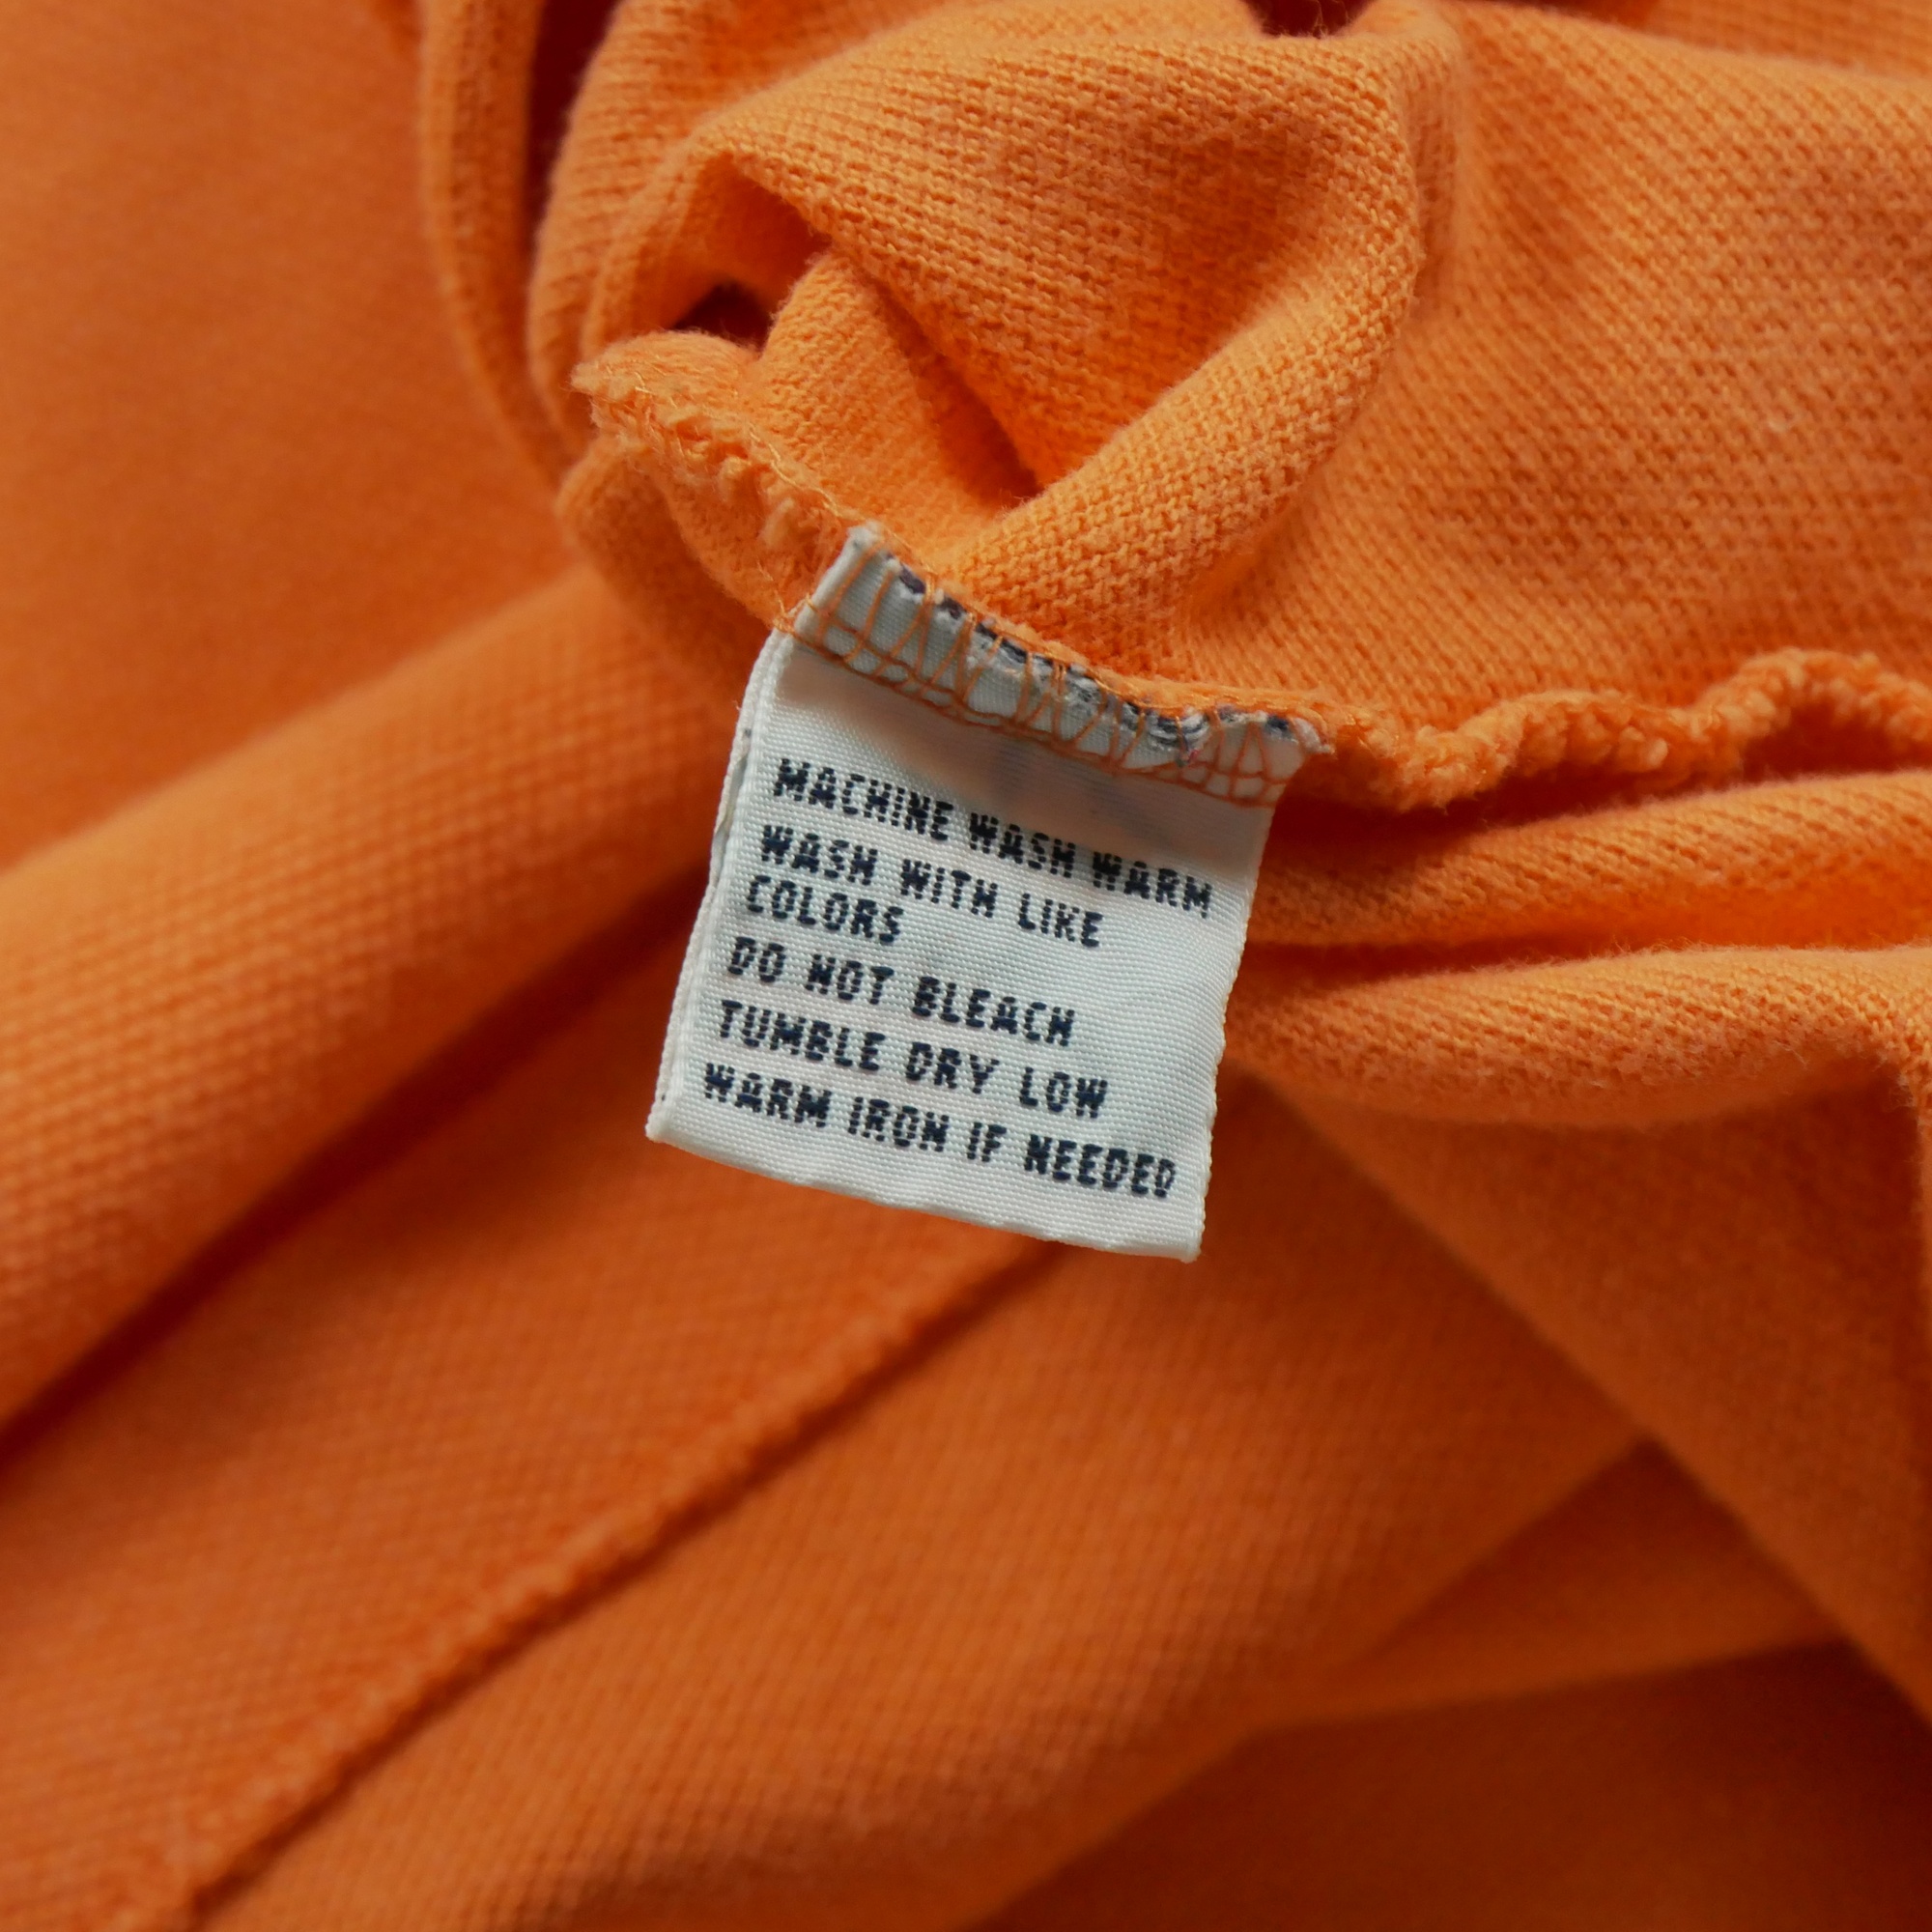 MACHINE WASH WARM
WASH WITH LIKE
COLORS
DO NOT BLEACH
TUMBLE DRY LOW
WARM IRON IF NEEDED